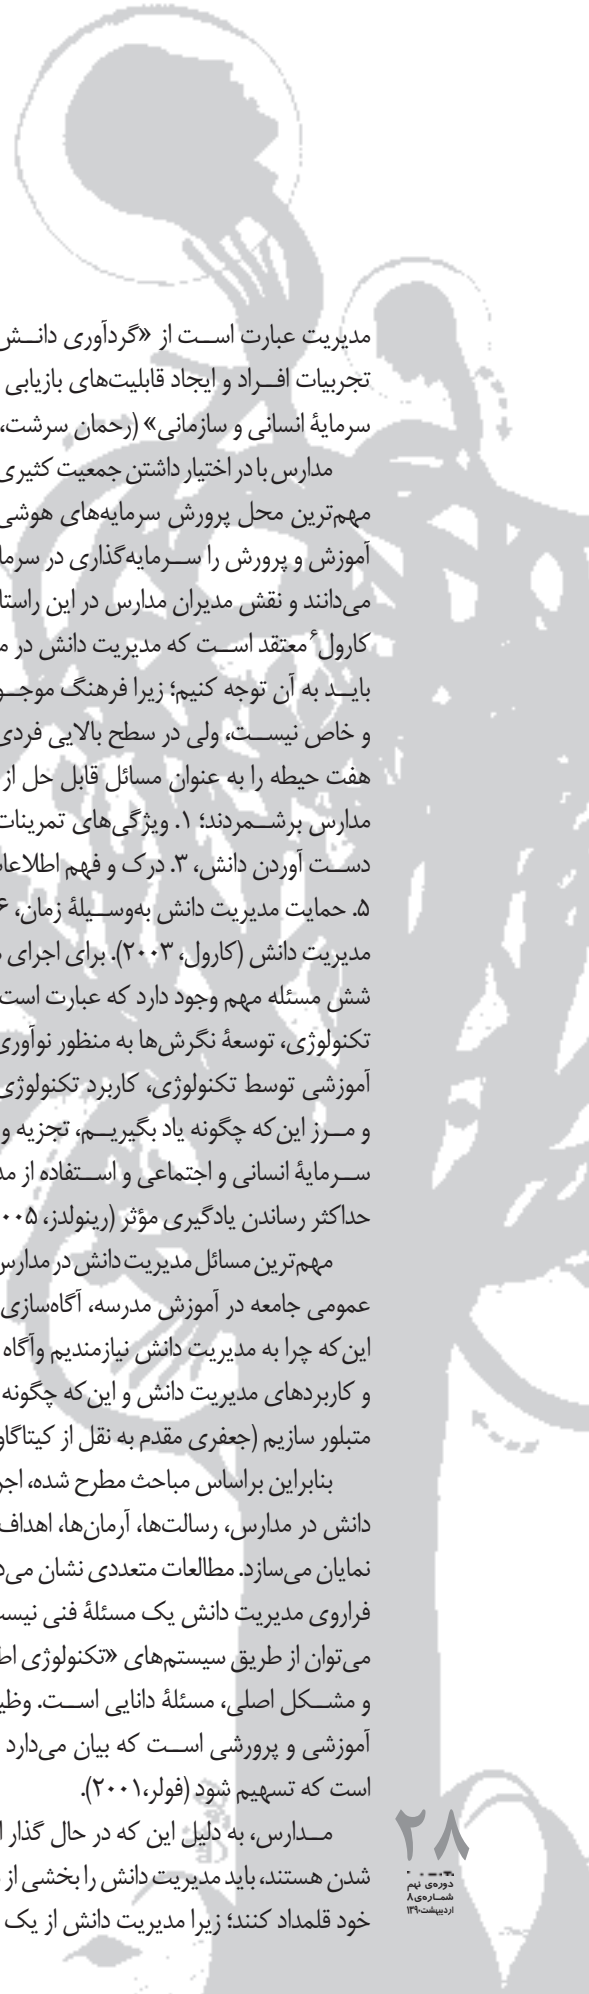 مدیریت عبارت است از «گردآوری دانش
تجربیات افراد و ایجاد قابلیت‌های بازیابی
سرمایهٔ انسانی و سازمانی» (رحمان سرشت،
مدارس با در اختیار داشتن جمعیت کثیری
مهم‌ترین محل پرورش سرمایه‌های هوشی
آموزش و پرورش را سرمایه‌گذاری در سرما
می‌دانند و نقش مدیران مدارس در این راستا
کارول۶ معتقد است که مدیریت دانش در م
باید به آن توجه کنیم؛ زیرا فرهنگ موجو
و خاص نیست، ولی در سطح بالایی فردی
هفت حیطه را به عنوان مسائل قابل حل از
مدارس برشمردند؛ ۱. ویژگی‌های تمرینات
دست آوردن دانش، ۳. درک و فهم اطلاعا
۵. حمایت مدیریت دانش به‌وسیلهٔ زمان، ۶
مدیریت دانش (کارول، ۲۰۰۳). برای اجرای
شش مسئله مهم وجود دارد که عبارت است
تکنولوژی، توسعهٔ نگرش‌ها به منظور نوآوری
آموزشی توسط تکنولوژی، کاربرد تکنولوژی
و مرز این‌که چگونه یاد بگیریم، تجزیه و
سرمایهٔ انسانی و اجتماعی و استفاده از مد
حداکثر رساندن یادگیری مؤثر (رینولدز، ۰۰۵
مهم‌ترین مسائل مدیریت دانش در مدارس
عمومی جامعه در آموزش مدرسه، آگاه‌سازی
این‌که چرا به مدیریت دانش نیازمندیم وآگاه
و کاربردهای مدیریت دانش و این‌که چگونه
متبلور سازیم (جعفری مقدم به نقل از کیتاگاو
بنابراین براساس مباحث مطرح شده، اجر
دانش در مدارس، رسالت‌ها، آرمان‌ها، اهداف
نمایان می‌سازد. مطالعات متعددی نشان می‌د
فراروی مدیریت دانش یک مسئلهٔ فنی نیست
می‌توان از طریق سیستم‌های «تکنولوژی اط
و مشکل اصلی، مسئلهٔ دانایی است. وظی
آموزشی و پرورشی است که بیان می‌دارد
است که تسهیم شود (فولر،۲۰۰۱).
مدارس، به دلیل این که در حال گذار ا
شدن هستند، باید مدیریت دانش را بخشی از
خود قلمداد کنند؛ زیرا مدیریت دانش از یک
۲۸
دوره‌ی نهم
شماره‌ی۸
اردیبهشت۱۳۹۰